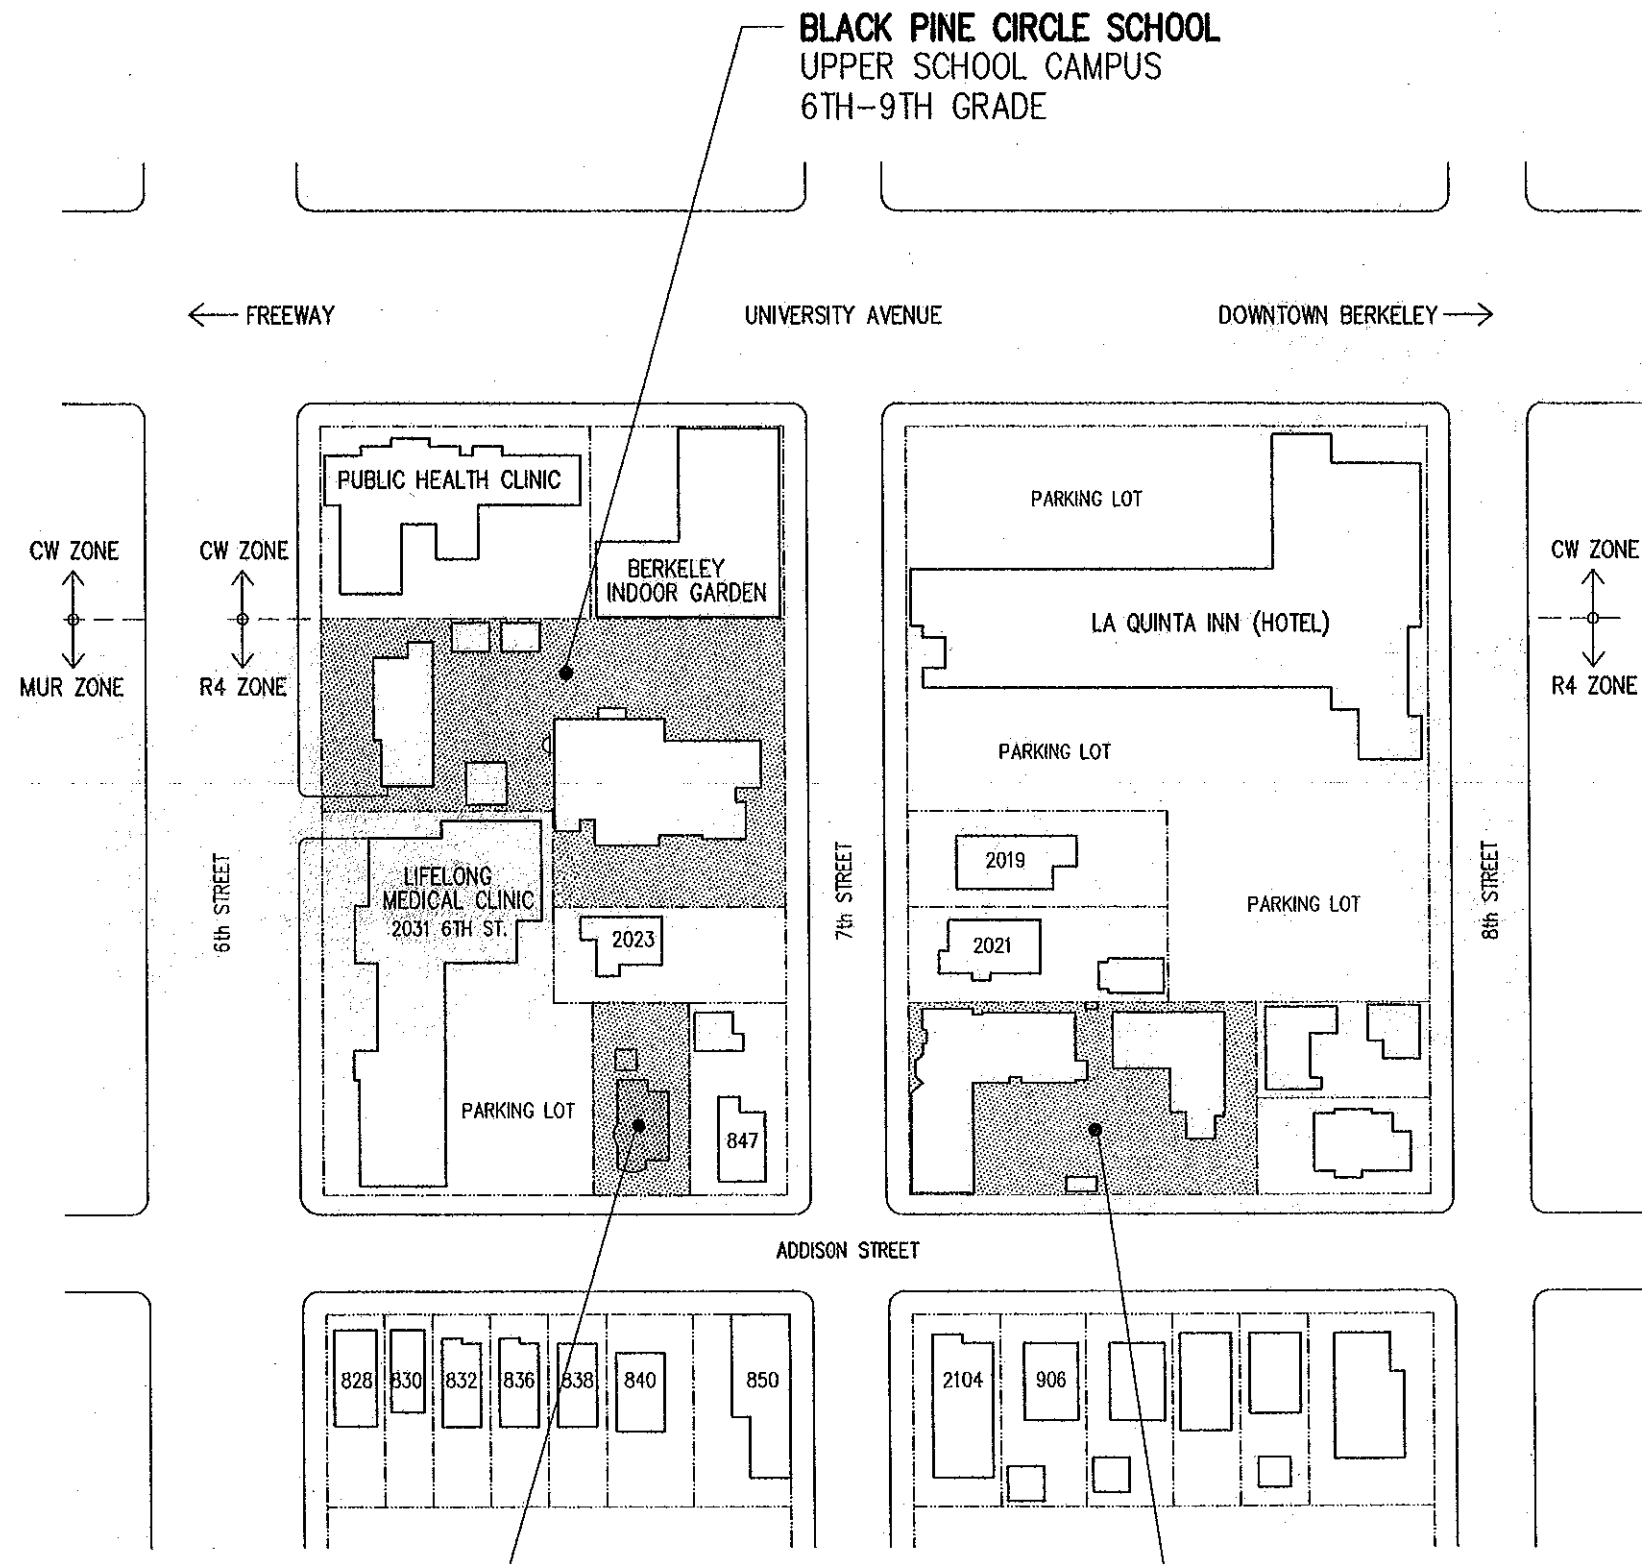 BLACK PINE CIRCLE SCHOOL
UPPER SCHOOL CAMPUS
6TH-9TH GRADE
FREEWAY
UNIVERSITY AVENUE
DOWNTOWN BERKELEY
PUBLIC HEALTH CLINIC
PARKING LOT
CW ZONE
CW ZONE
CW ZONE
BERKELEY
INDOOR GARDEN
LA QUINTA INN (HOTEL)
MUR ZONE
R4 ZONE
R4 ZONE
PARKING LOT
6th STREET
7th STREET
8th STREET
LIFELONG
MEDICAL CLINIC
2031 6TH ST.
2019
PARKING LOT
2023
2021
PARKING LOT
847
ADDISON STREET
828
830
832
836
838
840
850
2104
906